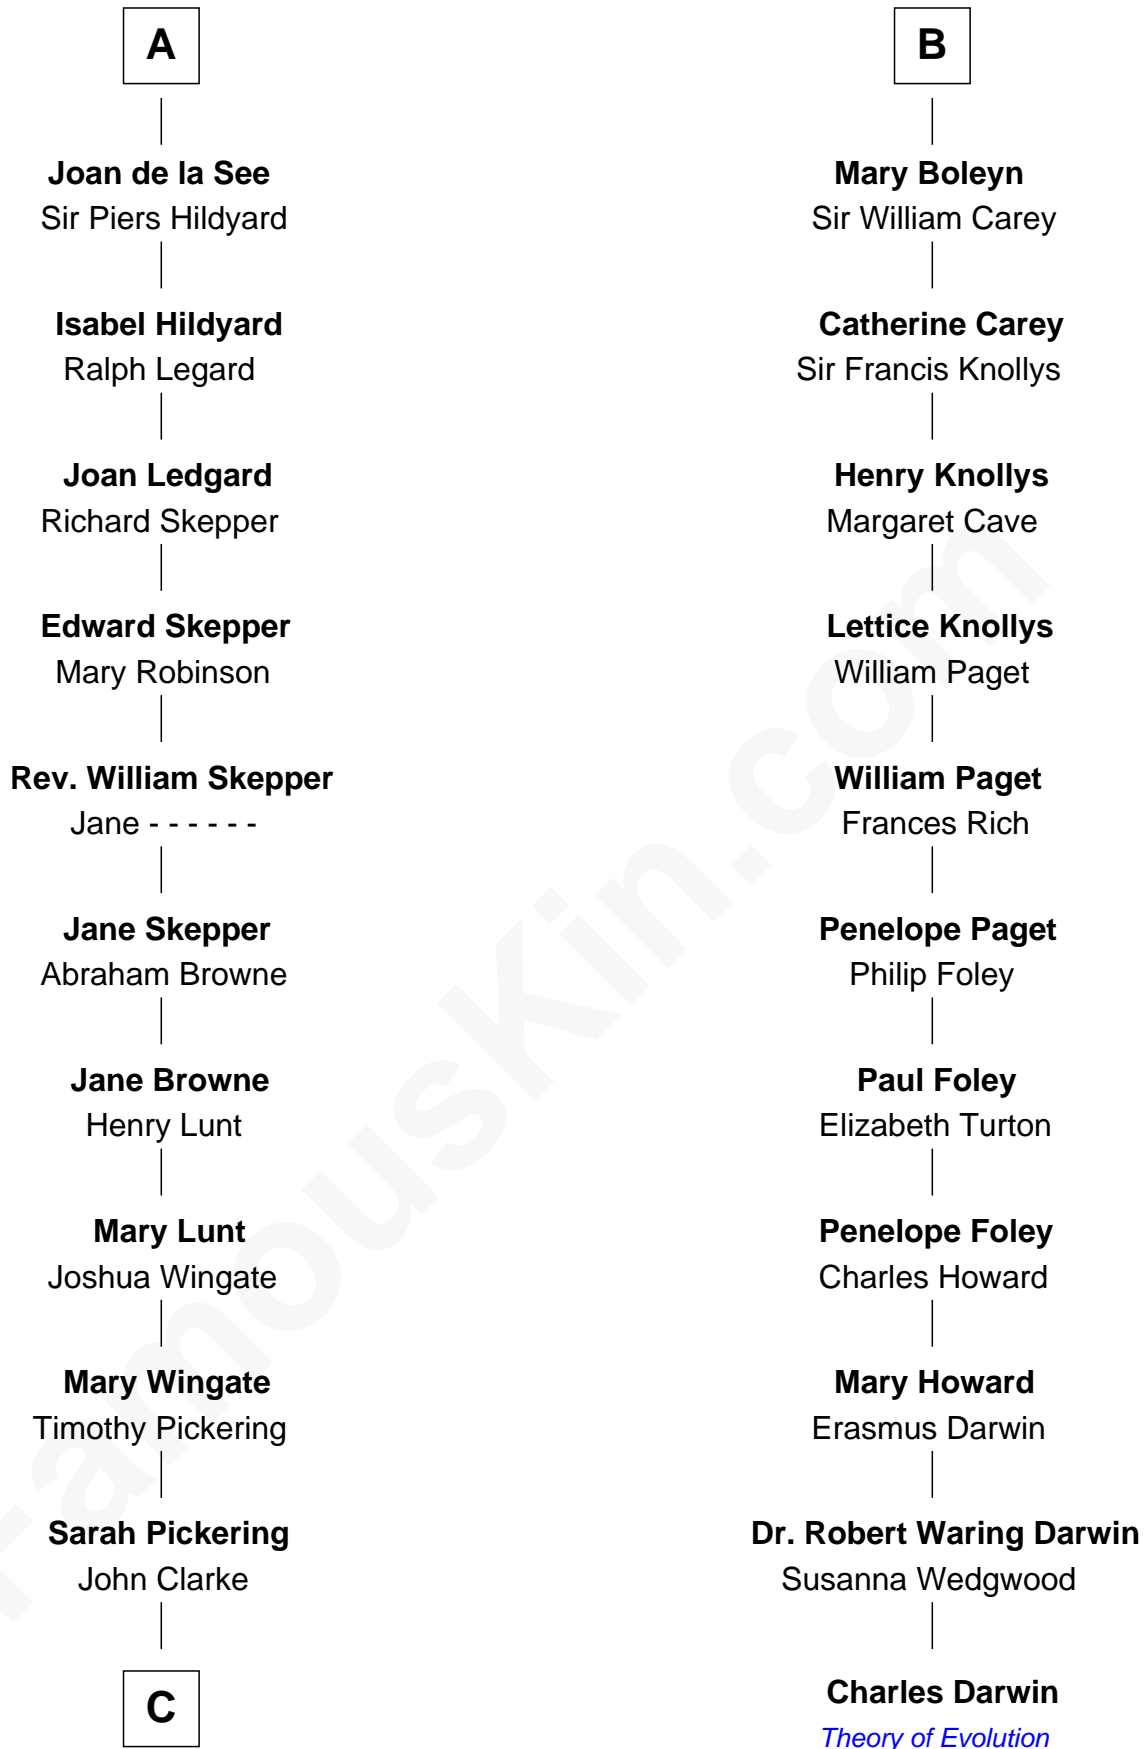 A
Joan de la See
Sir Piers Hildyard
Isabel Hildyard
Ralph Legard
Joan Ledgard
Richard Skepper
Edward Skepper
Mary Robinson
Rev. William Skepper
Jane - - - - - -
Jane Skepper
Abraham Browne
Jane Browne
Henry Lunt
Mary Lunt
Joshua Wingate
Mary Wingate
Timothy Pickering
Sarah Pickering
John Clarke
C
B
Mary Boleyn
Sir William Carey
Catherine Carey
Sir Francis Knollys
Henry Knollys
Margaret Cave
Lettice Knollys
William Paget
William Paget
Frances Rich
Penelope Paget
Philip Foley
Paul Foley
Elizabeth Turton
Penelope Foley
Charles Howard
Mary Howard
Erasmus Darwin
Dr. Robert Waring Darwin
Susanna Wedgwood
Charles Darwin
Theory of Evolution
FamousKin.com